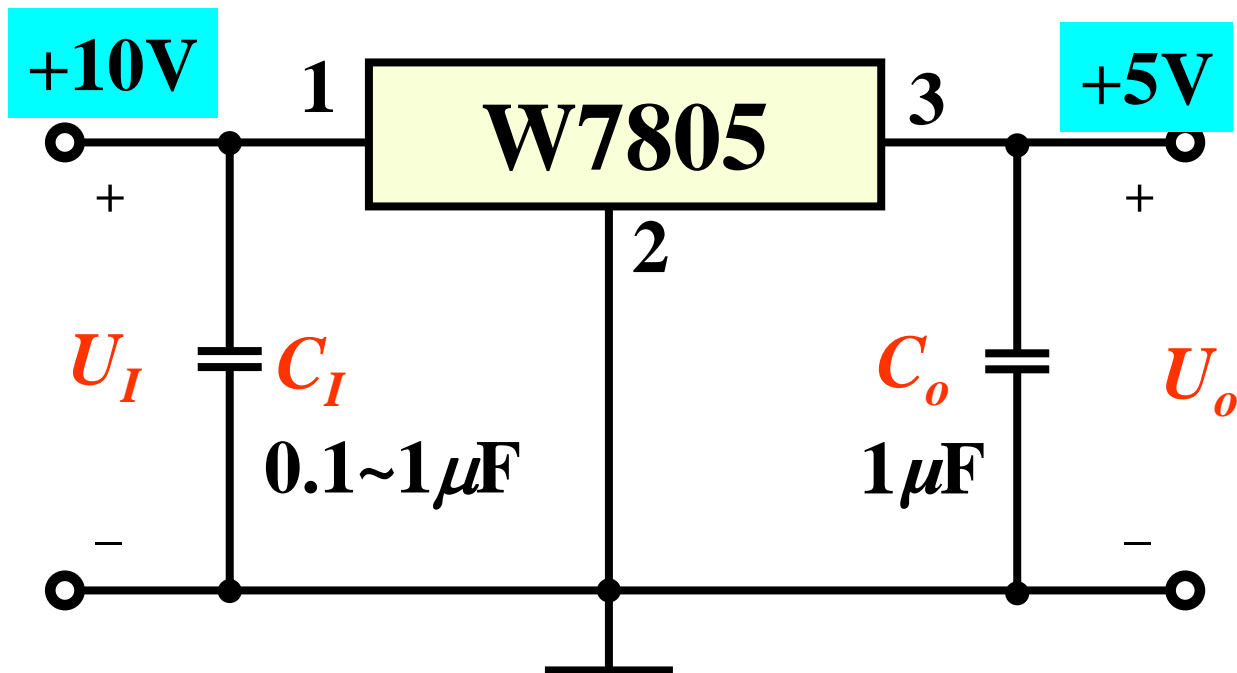 +10V
+5V
1
W7805
3
2
+
+
U_I
C_I
C_o
U_o
0.1~1μF
1μF
−
−